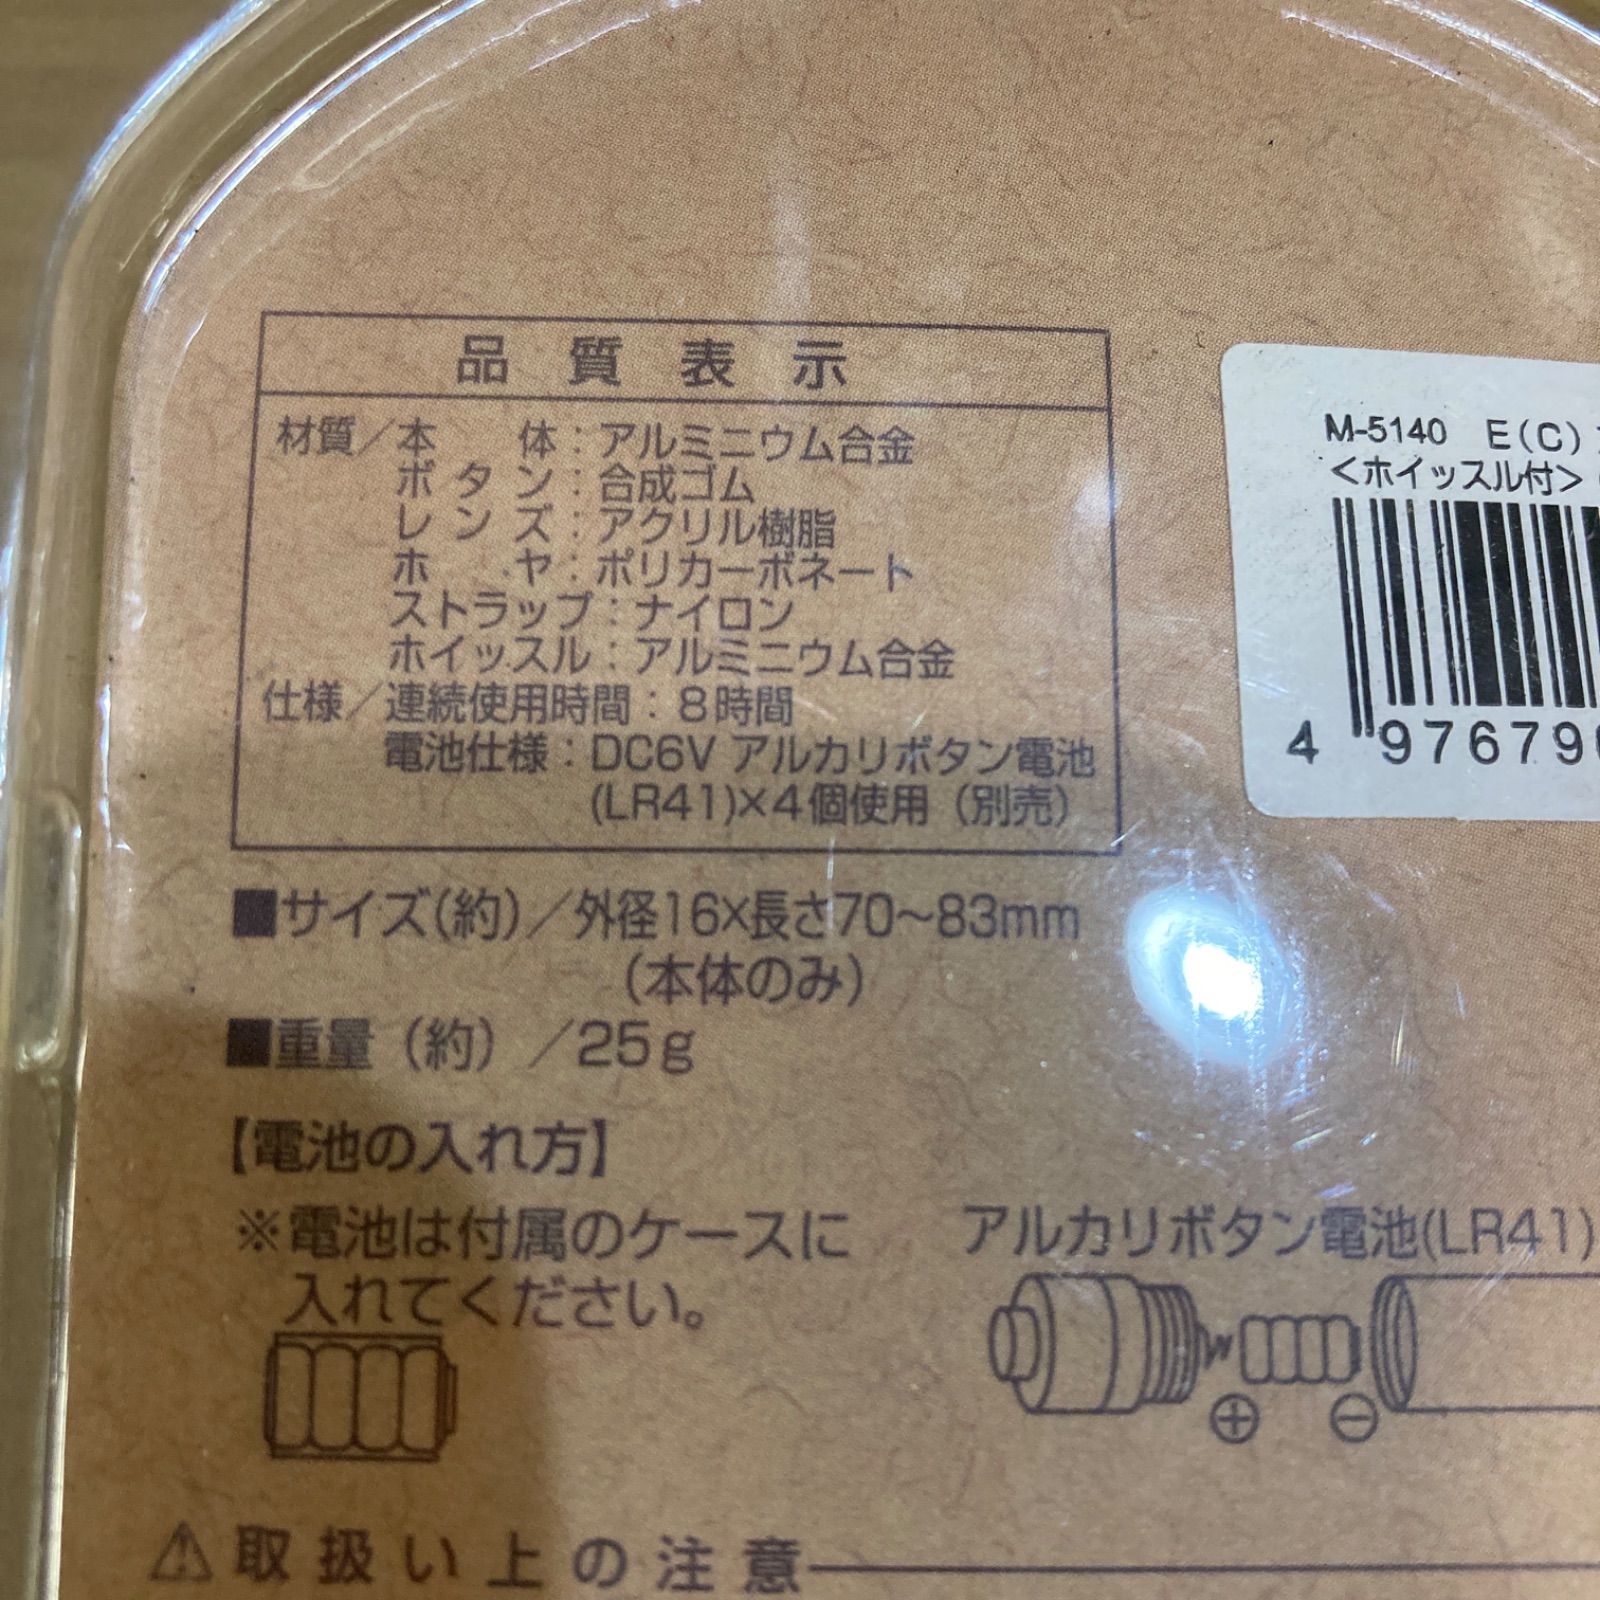 品質表示
材質／本体：アルミニウム合金
ボタン：合成ゴム
レンズ：アクリル樹脂
ホヤ：ポリカーボネート
ストラップ：ナイロン
ホイッスル：アルミニウム合金
仕様／連続使用時間：８時間
電池仕様：DC6V アルカリボタン電池
(LR41)×４個使用（別売）
■サイズ(約)／外径16×長さ70〜83mm
(本体のみ)
■重量（約）／25g
【電池の入れ方】
※電池は付属のケースに
入れてください。
アルカリボタン電池(LR41)
⊕ ⊖
⚠取扱い上の注意
M-5140 E(C)
<ホイッスル付>
4 97679